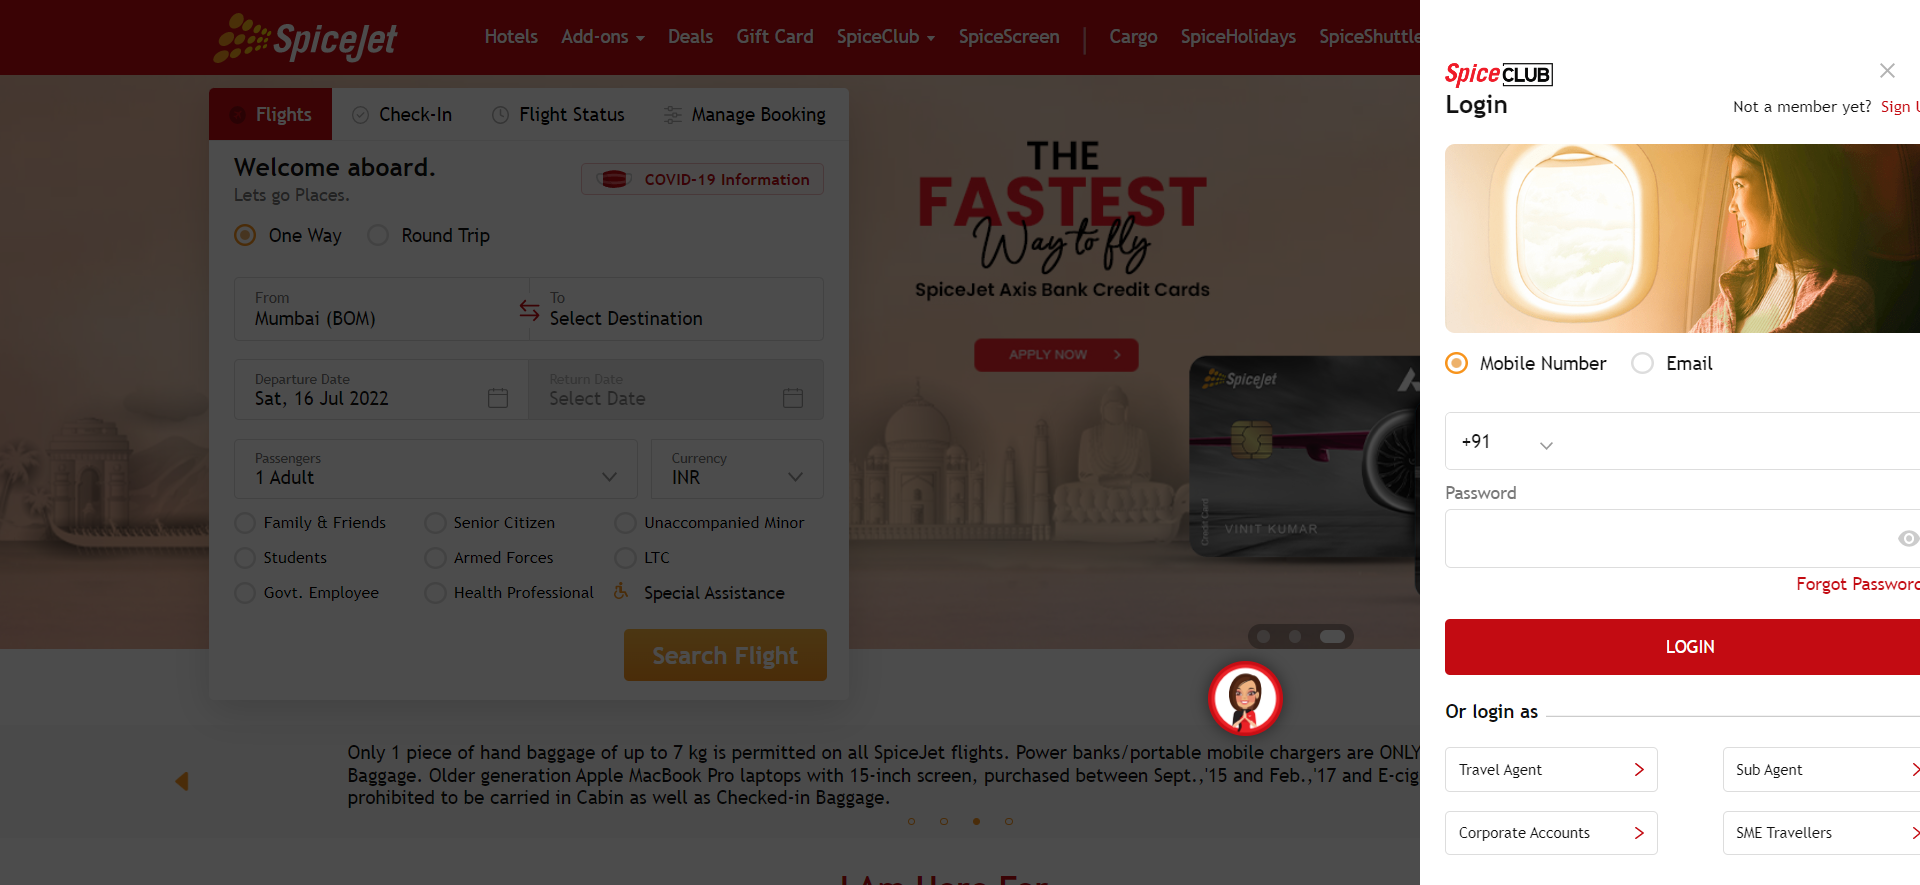 SpiceJet
Hotels Add-ons Deals Gift Card SpiceClub SpiceScreen Cargo SpiceHolidays SpiceShuttle
Flights Check-In Flight Status Manage Booking
Welcome aboard.
Lets go Places.
COVID-19 Information
One Way Round Trip
From
Mumbai (BOM)
To
Select Destination
Departure Date
Sat, 16 Jul 2022
Return Date
Select Date
Passengers
1 Adult
Currency
INR
Family & Friends Senior Citizen Unaccompanied Minor
Students Armed Forces LTC
Govt. Employee Health Professional Special Assistance
Search Flight
THE
FASTEST
Way to fly
SpiceJet Axis Bank Credit Cards
APPLY NOW
SpiceJet
Credit Card
VINIT KUMAR
Only 1 piece of hand baggage of up to 7 kg is permitted on all SpiceJet flights. Power banks/portable mobile chargers are ONLY
Baggage. Older generation Apple MacBook Pro laptops with 15-inch screen, purchased between Sept.,'15 and Feb.,'17 and E-cig
prohibited to be carried in Cabin as well as Checked-in Baggage.
I Am Here For
SpiceCLUB
Login
Not a member yet? Sign U
Mobile Number Email
+91
Password
Forgot Password
LOGIN
Or login as
Travel Agent Sub Agent
Corporate Accounts SME Travellers